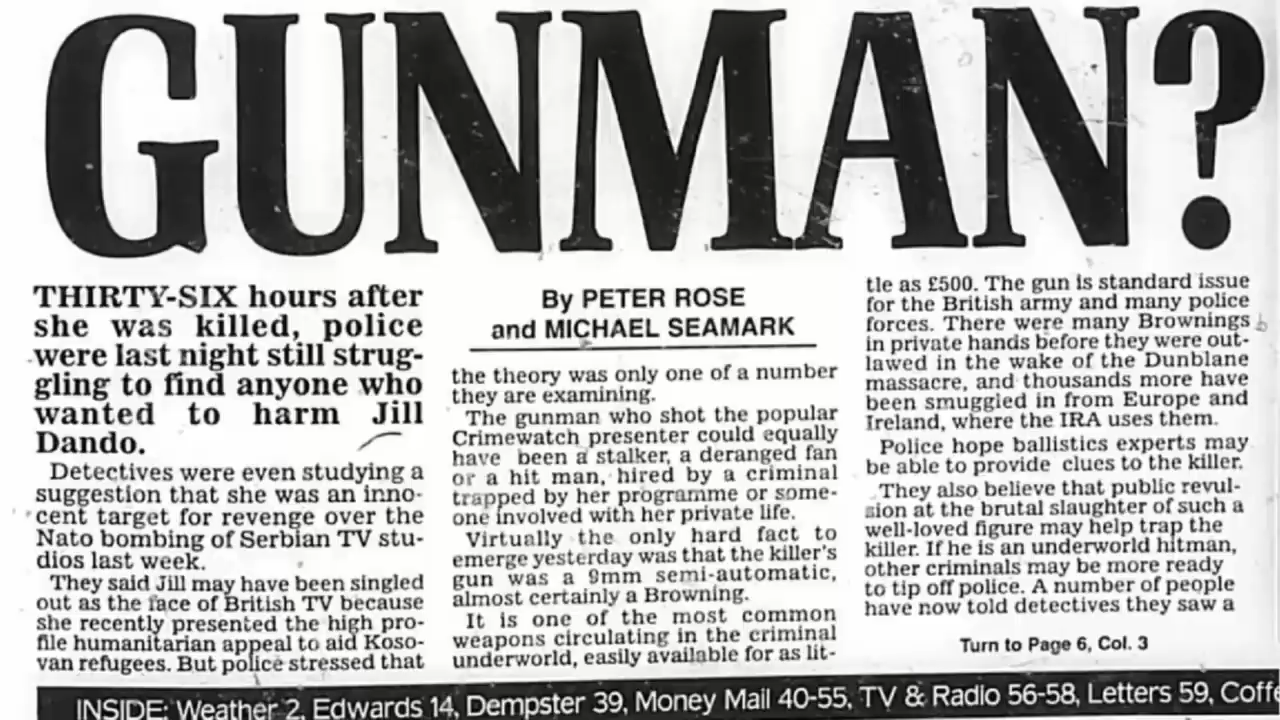 GUNMAN?
THIRTY-SIX hours after
she was killed, police
were last night still strug-
gling to find anyone who
wanted to harm Jill
Dando.
Detectives were even studying a
suggestion that she was an inno-
cent target for revenge over the
Nato bombing of Serbian TV stu-
dios last week.
They said Jill may have been singled
out as the face of British TV because
she recently presented the high pro-
file humanitarian appeal to aid Koso-
van refugees. But police stressed that
By PETER ROSE
and MICHAEL SEAMARK
the theory was only one of a number
they are examining.
The gunman who shot the popular
Crimewatch presenter could equally
have been a stalker, a deranged fan
or a hit man, hired by a criminal
trapped by her programme or some-
one involved with her private life.
Virtually the only hard fact to
emerge yesterday was that the killer's
gun was a 9mm semi-automatic,
almost certainly a Browning.
It is one of the most common
weapons circulating in the criminal
underworld, easily available for as lit-
tle as £500. The gun is standard issue
for the British army and many police
forces. There were many Brownings
in private hands before they were out-
lawed in the wake of the Dunblane
massacre, and thousands more have
been smuggled in from Europe and
Ireland, where the IRA uses them.
Police hope ballistics experts may
be able to provide clues to the killer.
They also believe that public revul-
sion at the brutal slaughter of such a
well-loved figure may help trap the
killer. If he is an underworld hitman,
other criminals may be more ready
to tip off police. A number of people
have now told detectives they saw a
Turn to Page 6, Col. 3
INSIDE: Weather 2, Edwards 14, Dempster 39, Money Mail 40-55, TV & Radio 56-58, Letters 59, Coffe